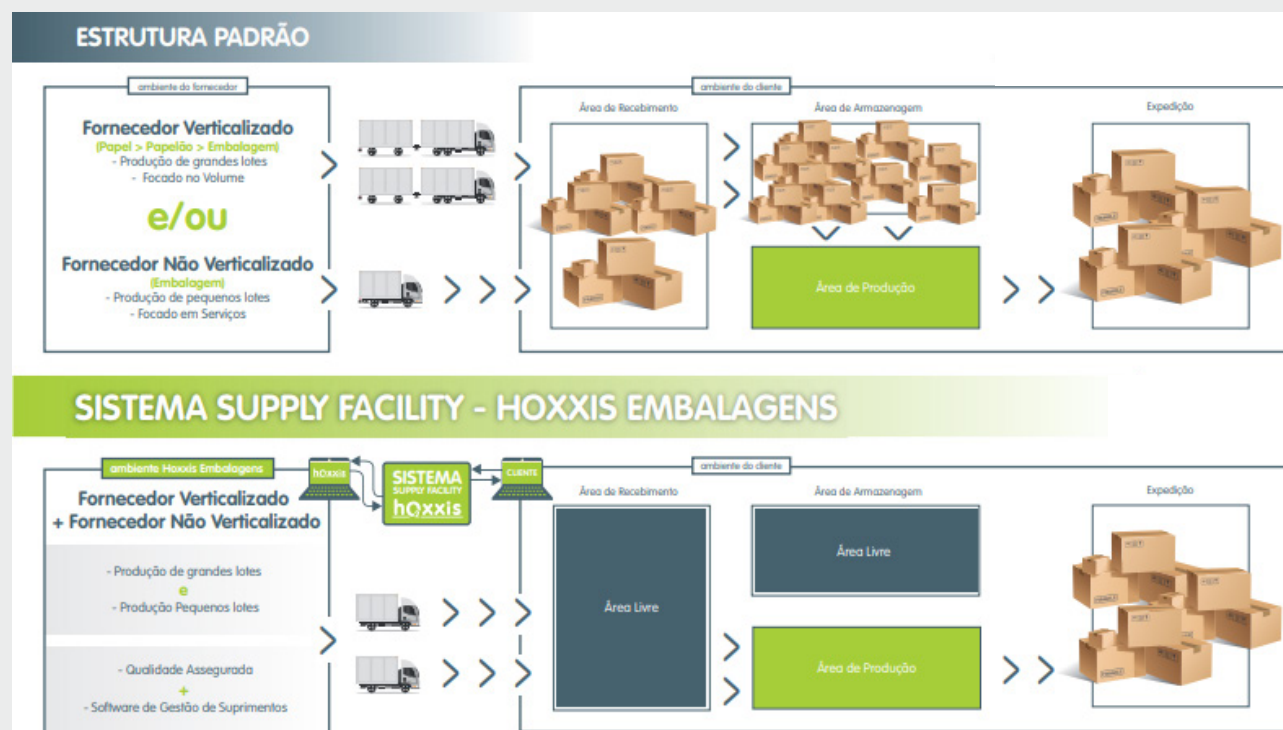 ESTRUTURA PADRÃO
ambiente do fornecedor
Fornecedor Verticalizado
(Papel > Papelão > Embalagem)
- Produção de grandes lotes
- Focado no Volume
e/ou
Fornecedor Não Verticalizado
(Embalagem)
- Produção de pequenos lotes
- Focado em Serviços
ambiente do cliente
Área de Recebimento
Área de Armazenagem
Expedição
Área de Produção
SISTEMA SUPPLY FACILITY - HOXXIS EMBALAGENS
ambiente Hoxxis Embalagens
Fornecedor Verticalizado
+ Fornecedor Não Verticalizado
- Produção de grandes lotes
e
- Produção Pequenos lotes
- Qualidade Assegurada
+
- Software de Gestão de Suprimentos
hoxxis
SISTEMA
SUPPLY FACILITY
hoxxis
CLIENTE
ambiente do cliente
Área de Recebimento
Área de Armazenagem
Expedição
Área Livre
Área Livre
Área de Produção